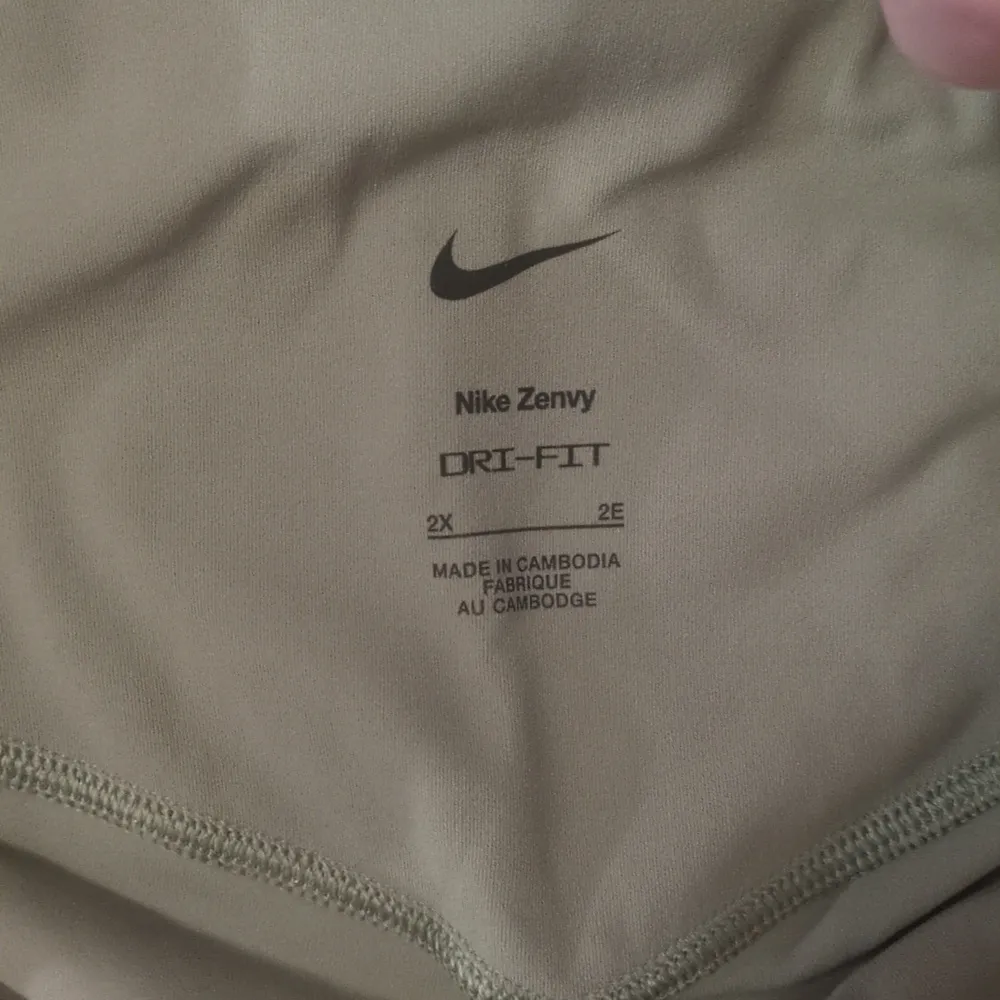 Nike Zenvy
DRI-FIT
2X 2E
MADE IN CAMBODIA
FABRIQUE
AU CAMBODGE